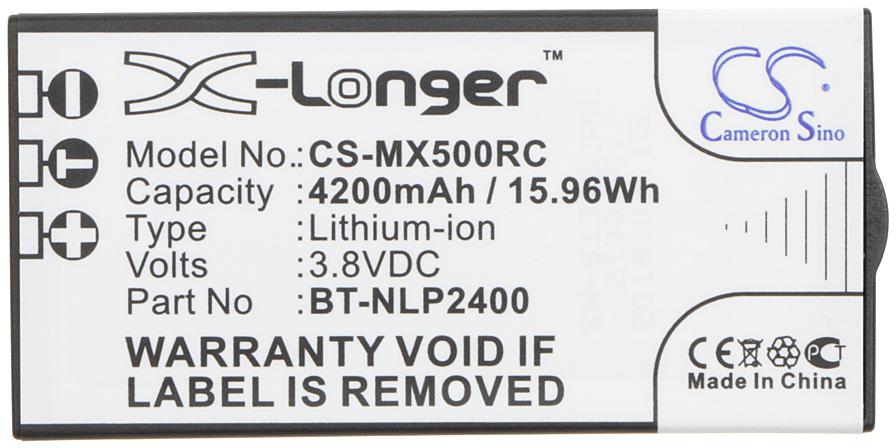 X-Longer™
CS
Cameron Sino
Model No.: CS-MX500RC
Capacity : 4200mAh / 15.96Wh
Type : Lithium-ion
Volts : 3.8VDC
Part No : BT-NLP2400
WARRANTY VOID IF
LABEL IS REMOVED
CE PCT
Made In China